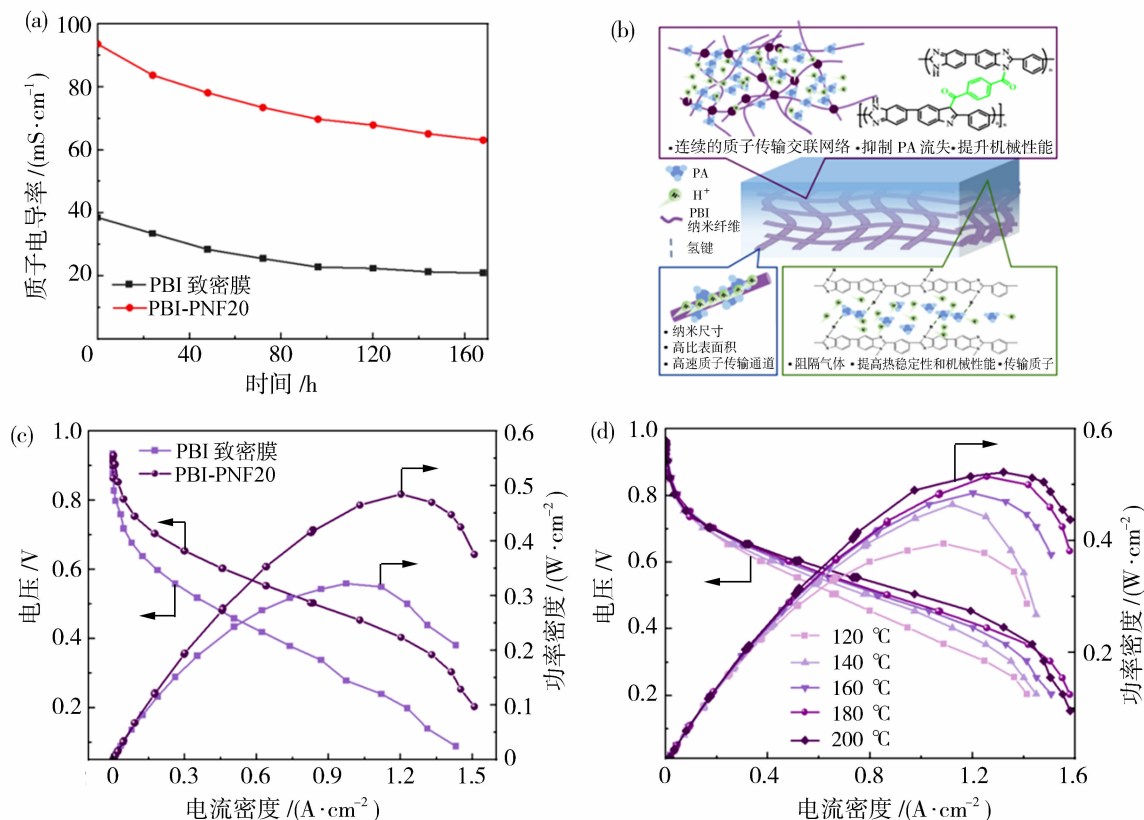 (a)
100
80
60
40
20
0
质子电导率 /(mS·cm⁻¹)
PBI 致密膜
PBI-PNF20
0
40
80
120
160
时间 /h
(b)
连续的质子传输交联网络 •抑制 PA 流失 •提升机械性能
PA
H⁺
PBI
纳米纤维
氢键
• 纳米尺寸
• 高比表面积
• 高速质子传输通道
•阻隔气体 •提高热稳定性和机械性能 •传输质子
(c)
1.0
0.8
0.6
0.4
0.2
电压 /V
PBI 致密膜
PBI-PNF20
0.6
0.5
0.4
0.3
0.2
0.1
0
功率密度 /(W·cm⁻²)
0
0.3
0.6
0.9
1.2
1.5
电流密度 /(A·cm⁻²)
(d)
1.0
0.8
0.6
0.4
0.2
电压 /V
120 ℃
140 ℃
160 ℃
180 ℃
200 ℃
0.6
0.4
0.2
功率密度 /(W·cm⁻²)
0
0.4
0.8
1.2
1.6
电流密度 /(A·cm⁻²)